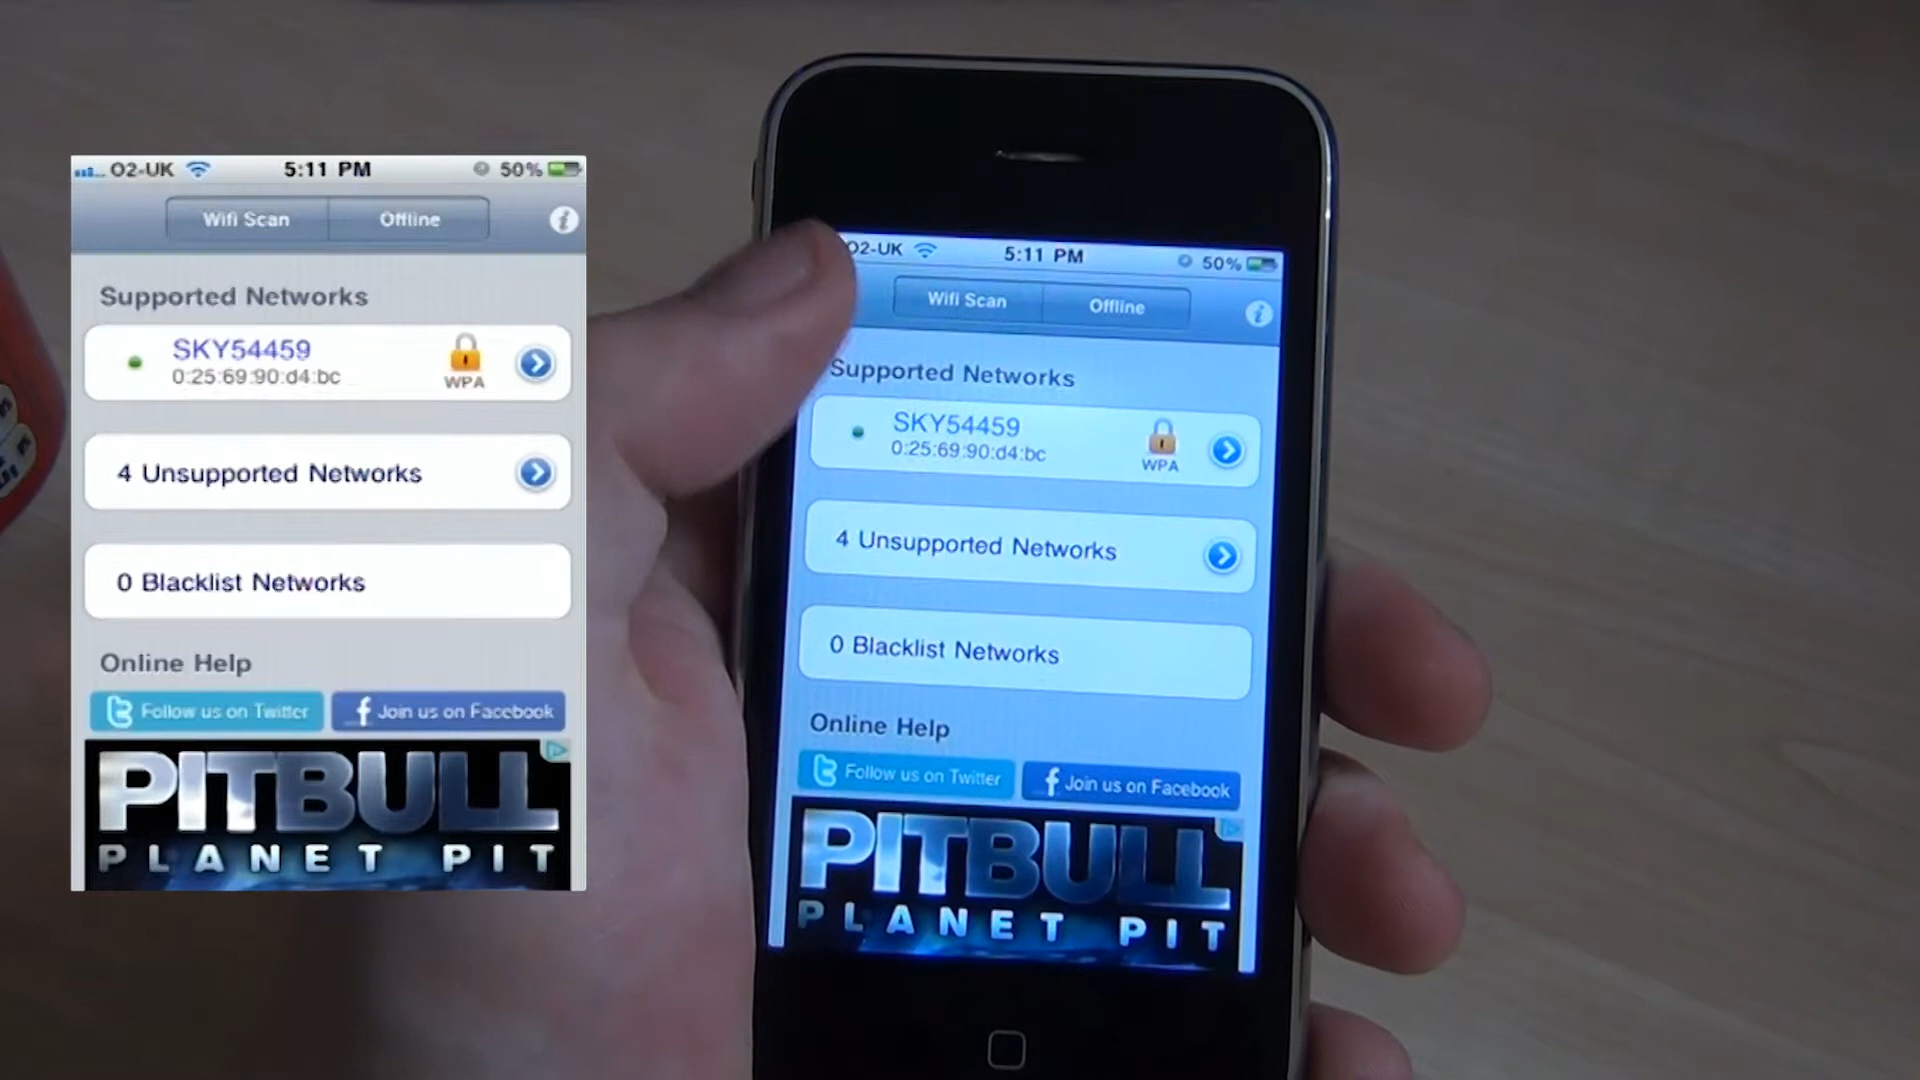 O2-UK 5:11 PM 50%
Wifi Scan Offline
Supported Networks
SKY54459
0:25:69:90:d4:bc
WPA
4 Unsupported Networks
0 Blacklist Networks
Online Help
Follow us on Twitter Join us on Facebook
PITBULL
PLANET PIT
O2-UK 5:11 PM 50%
Wifi Scan Offline
Supported Networks
SKY54459
0:25:69:90:d4:bc
WPA
4 Unsupported Networks
0 Blacklist Networks
Online Help
Follow us on Twitter Join us on Facebook
PITBULL
PLANET PIT